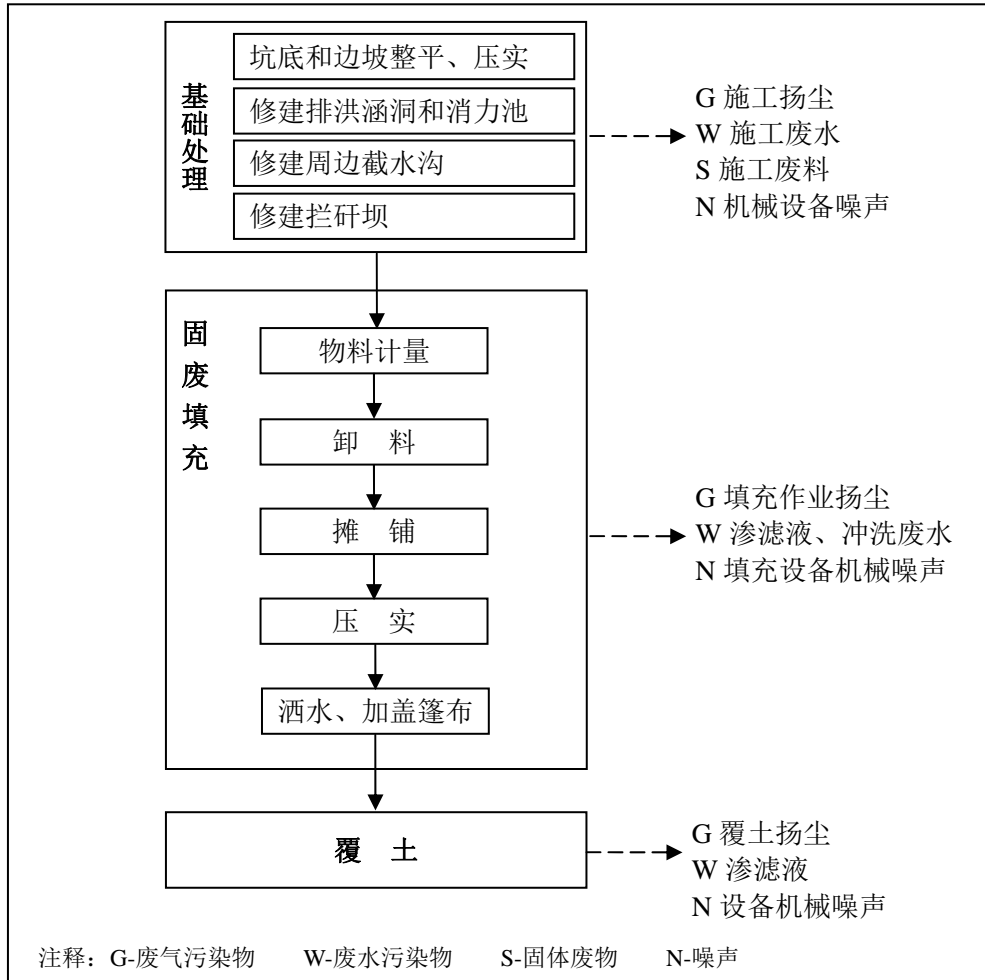 基础处理
坑底和边坡整平、压实
修建排洪涵洞和消力池
修建周边截水沟
修建拦矸坝
G 施工扬尘
W 施工废水
S 施工废料
N 机械设备噪声
固废填充
物料计量
卸 料
摊 铺
压 实
洒水、加盖篷布
G 填充作业扬尘
W 渗滤液、冲洗废水
N 填充设备机械噪声
覆 土
G 覆土扬尘
W 渗滤液
N 设备机械噪声
注释：G-废气污染物 W-废水污染物 S-固体废物 N-噪声